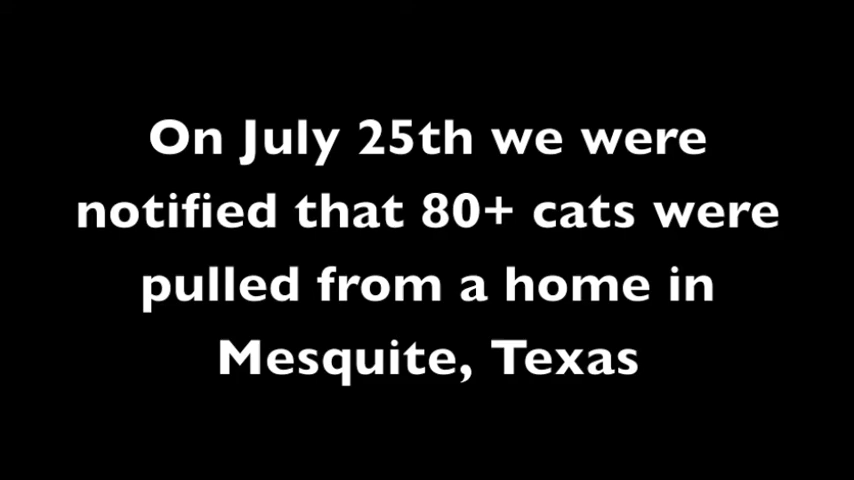 On July 25th we were
notified that 80+ cats were
pulled from a home in
Mesquite, Texas